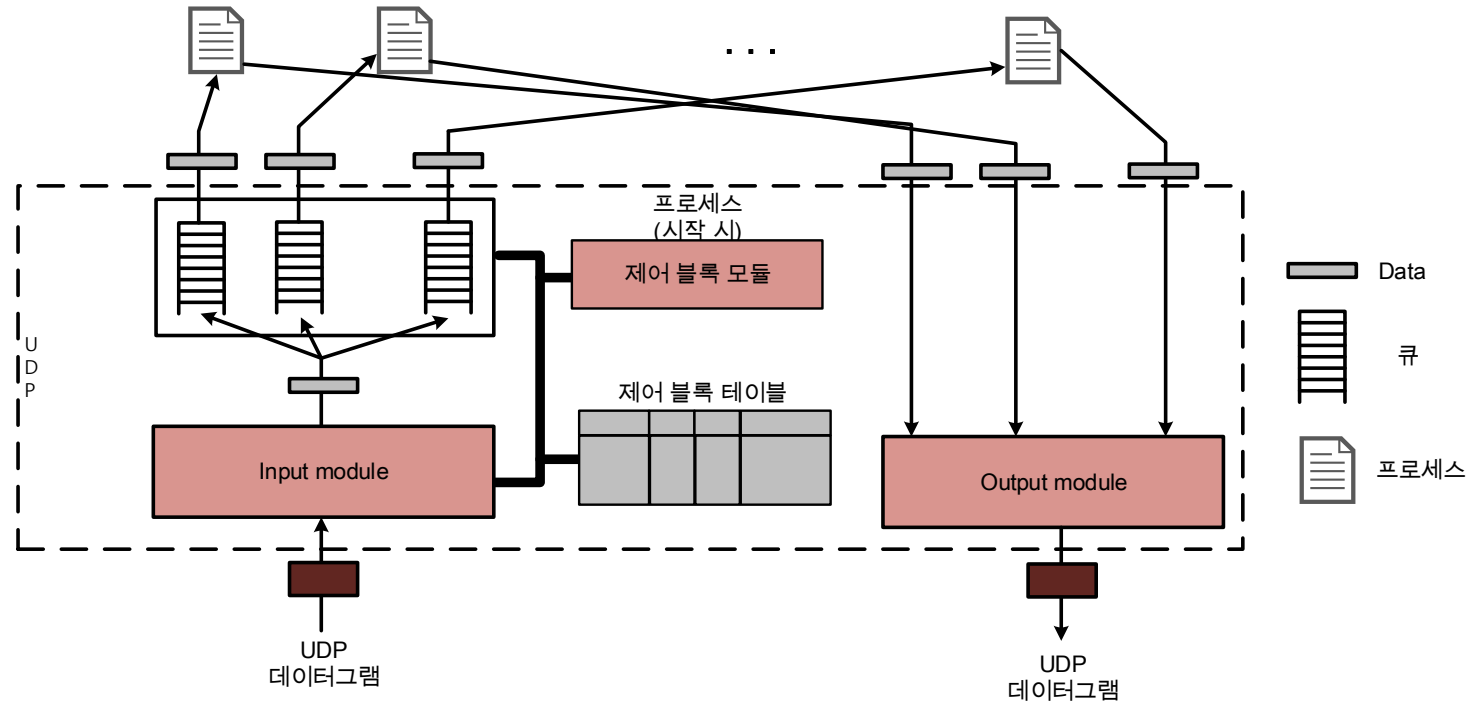 . . .
프로세스
(시작 시)
제어 블록 모듈
Data
U
D
P
큐
제어 블록 테이블
Input module
Output module
프로세스
UDP
데이터그램
UDP
데이터그램